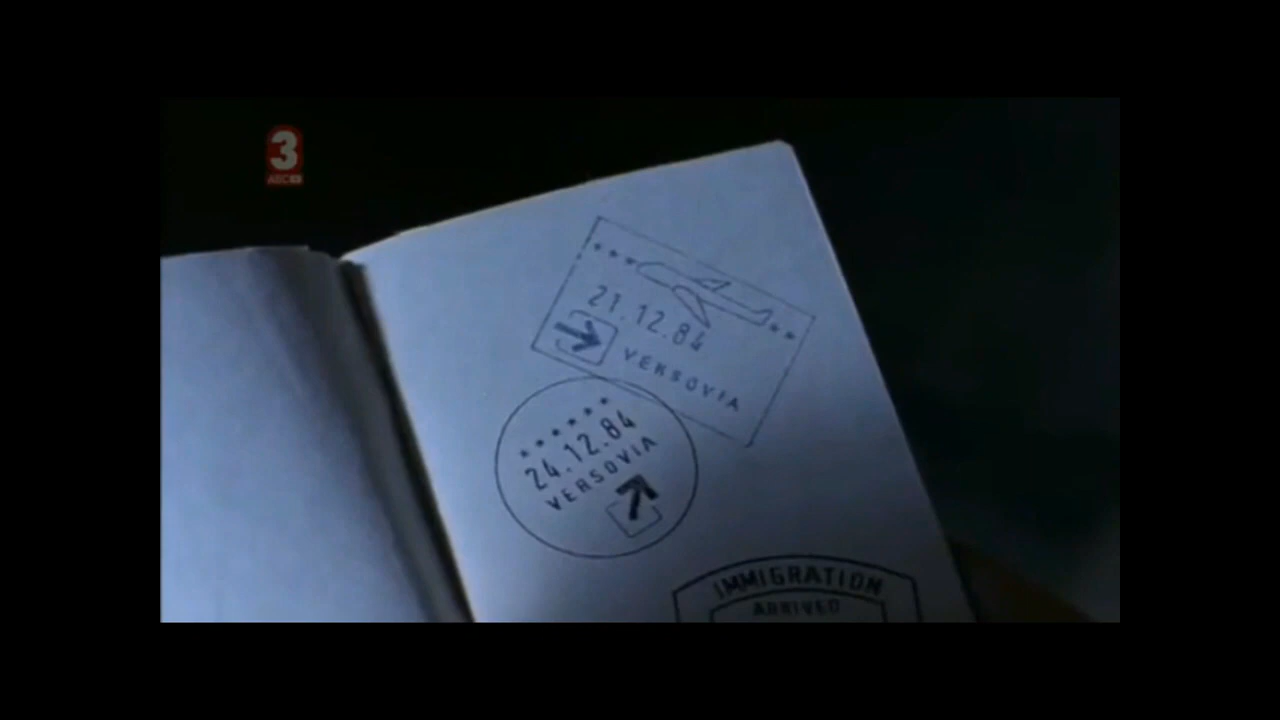 3
21.12.84
VERSOVIA
24.12.84
VERSOVIA
IMMIGRATION
ARRIVED